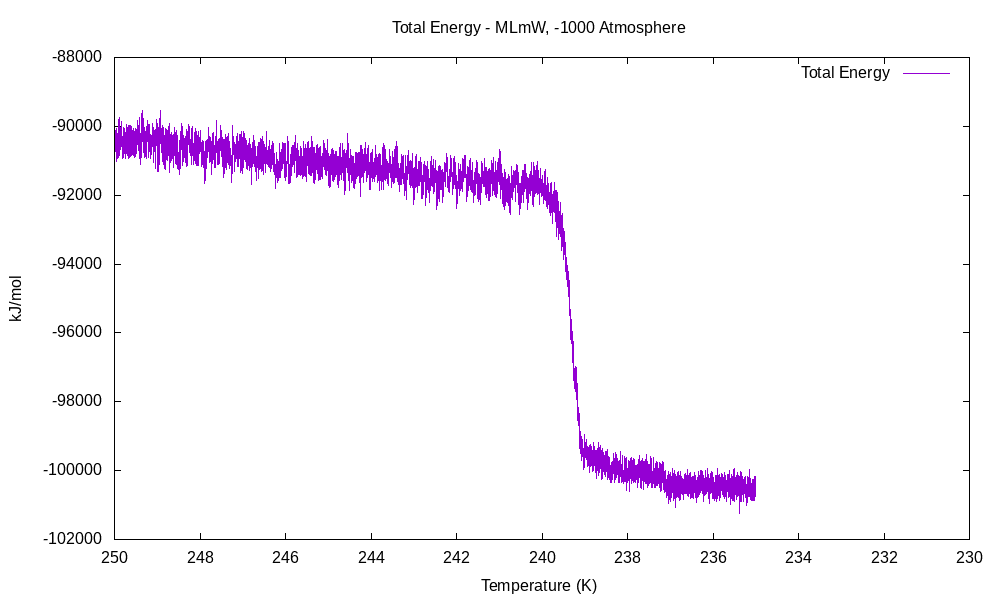 Total Energy - MLmW, -1000 Atmosphere
Total Energy
-88000
-90000
-92000
-94000
-96000
-98000
-100000
-102000
kJ/mol
250 248 246 244 242 240 238 236 234 232 230
Temperature (K)